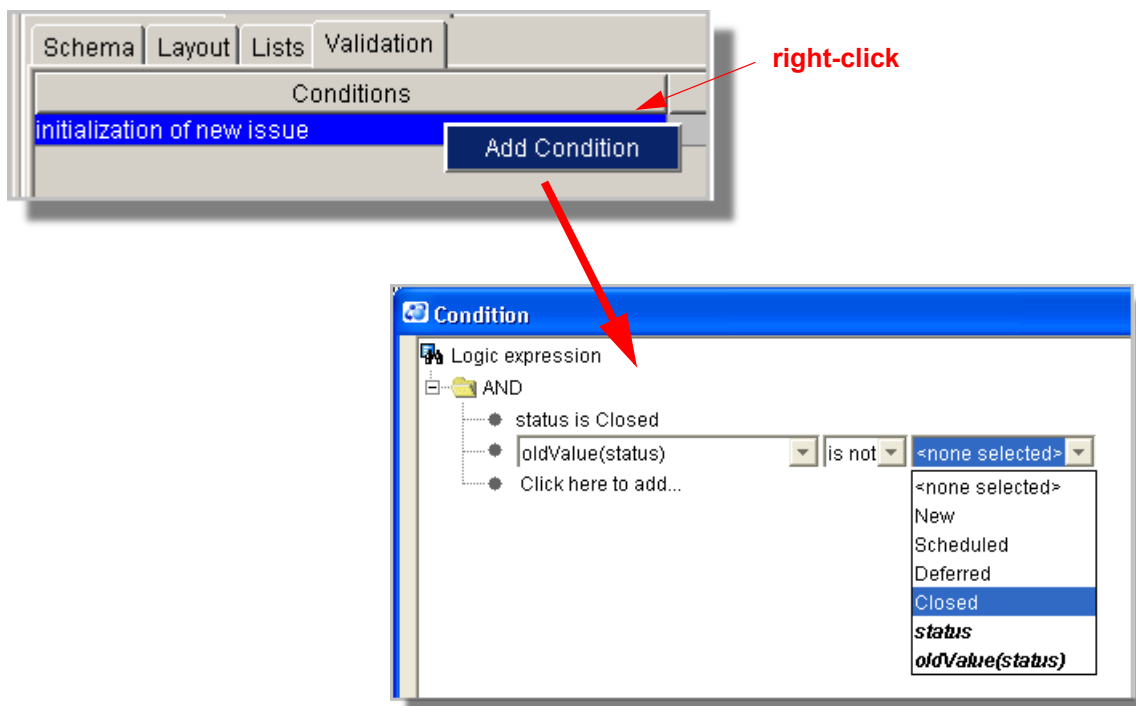 Schema Layout Lists Validation
right-click
Conditions
initialization of new issue
Add Condition
Condition
Logic expression
AND
status is Closed
oldValue(status) is not <none selected>
Click here to add...
<none selected>
New
Scheduled
Deferred
Closed
status
oldValue(status)